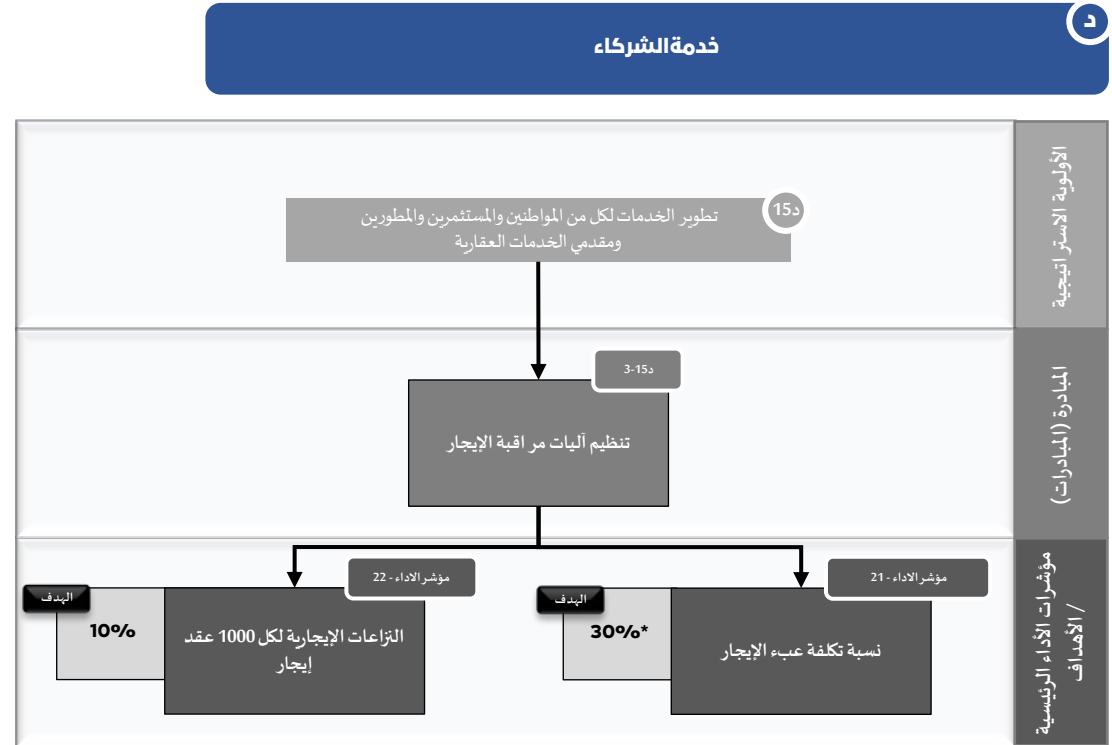 د
خدمة الشركاء
الأولوية الاستراتيجية
د15
تطوير الخدمات لكل من المواطنين والمستثمرين والمطورين
ومقدمي الخدمات العقارية
المبادرة (المبادرات)
د15-3
تنظيم آليات مراقبة الإيجار
مؤشرات الأداء الرئيسية
/ الأهداف
مؤشر الاداء - 21
نسبة تكلفة عبء الإيجار
الهدف
30%*
مؤشر الاداء - 22
النزاعات الإيجارية لكل 1000 عقد
إيجار
الهدف
10%